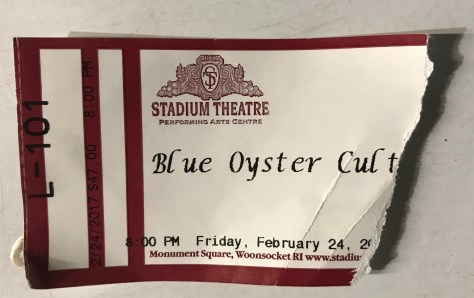 L-101
2/24/2017 $47.00 8:00 PM
STADIUM THEATRE
PERFORMING ARTS CENTRE
Blue Oyster Cult
8:00 PM Friday, February 24, 20
Monument Square, Woonsocket RI www.stadiu